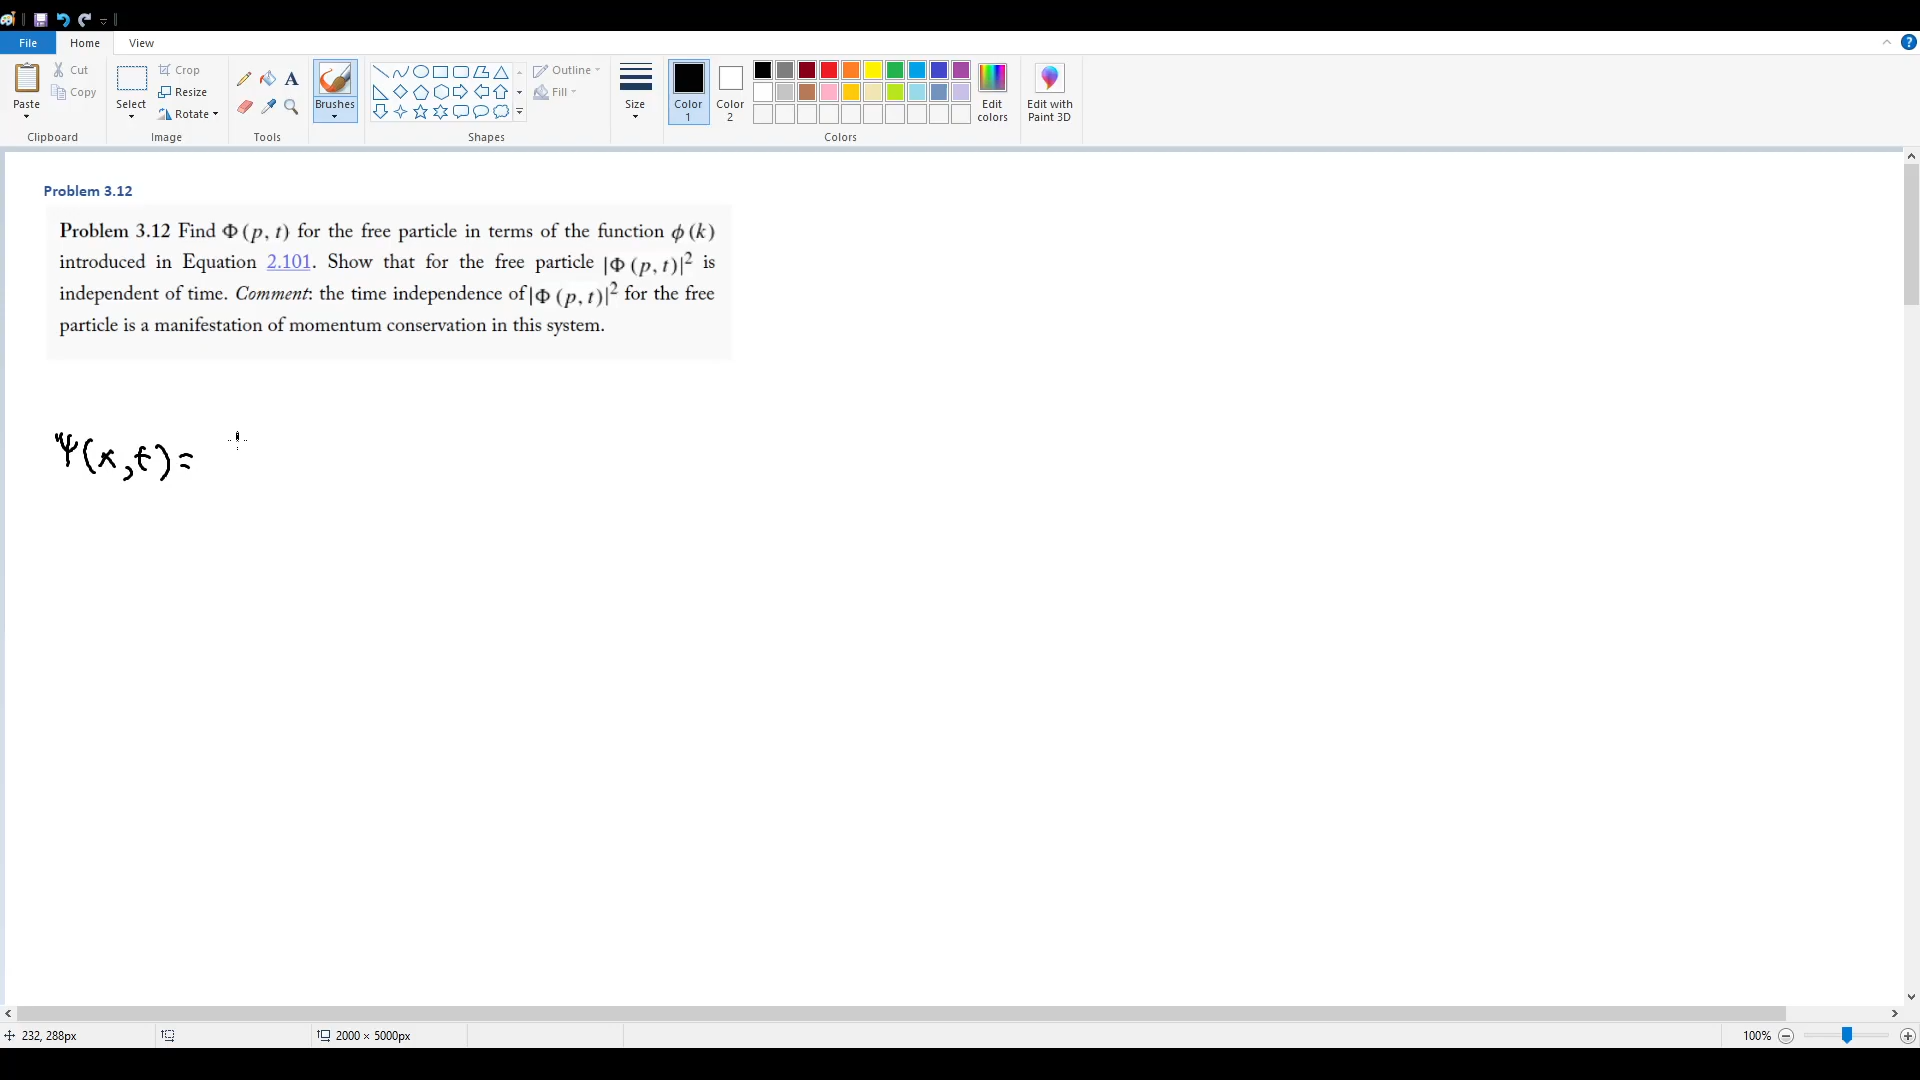 File Home View
Paste Cut Copy Clipboard
Select Crop Resize Rotate Image
A Tools
Brushes
Outline Fill Shapes
Size
Color 1 Color 2 Edit colors Colors
Edit with Paint 3D
Problem 3.12
Problem 3.12 Find Φ(p, t) for the free particle in terms of the function ϕ(k)
introduced in Equation 2.101. Show that for the free particle |Φ(p, t)|² is
independent of time. Comment: the time independence of |Φ(p, t)|² for the free
particle is a manifestation of momentum conservation in this system.
Ψ(x,t)=
232, 288px 2000 × 5000px 100%